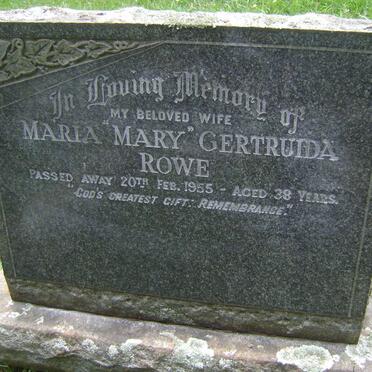 In Loving Memory of
MY BELOVED WIFE
MARIA "MARY" GERTRUIDA
ROWE
PASSED AWAY 20TH FEB. 1955 - AGED 38 YEARS.
"GOD'S GREATEST GIFT: REMEMBRANCE."